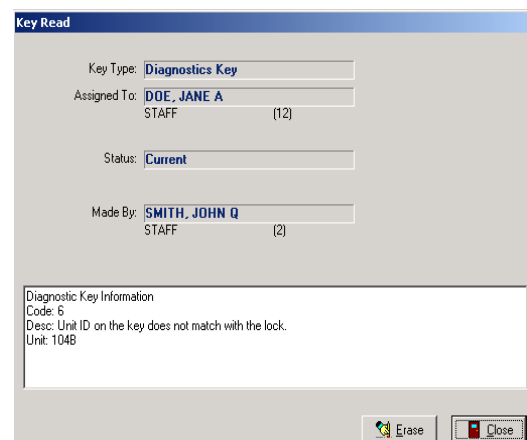 Key Read
Key Type: Diagnostics Key
Assigned To: DOE, JANE A
STAFF (12)
Status: Current
Made By: SMITH, JOHN Q
STAFF (2)
Diagnostic Key Information
Code: 6
Desc: Unit ID on the key does not match with the lock.
Unit: 104B
Erase Close